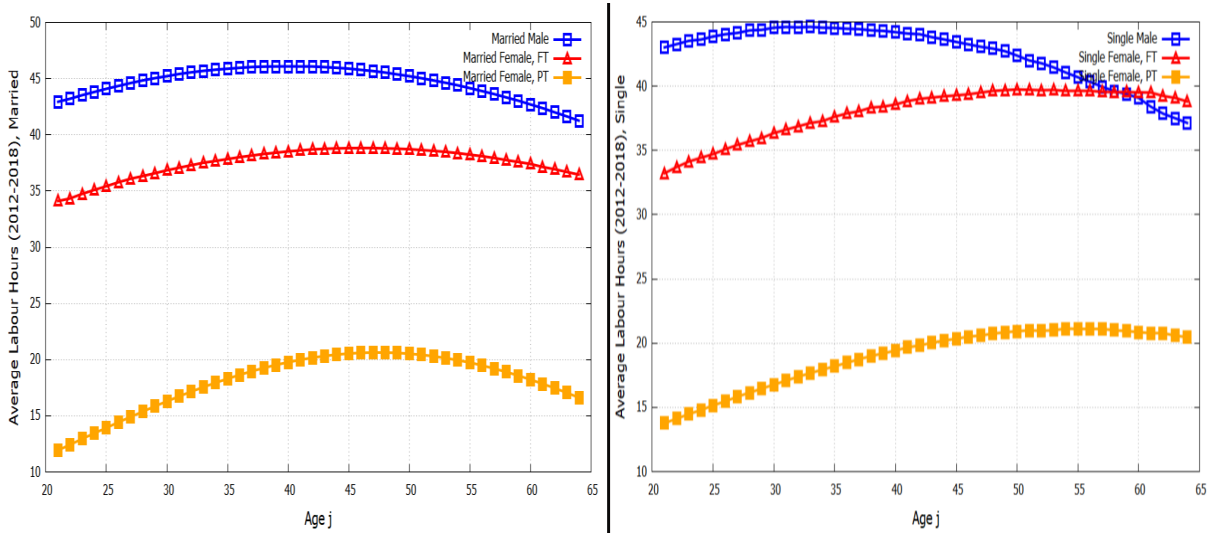 Average Labour Hours (2012-2018), Married
50
45
40
35
30
25
20
15
10
Married Male
Married Female, FT
Married Female, PT
20 25 30 35 40 45 50 55 60 65
Age j
Average Labour Hours (2012-2018), Single
45
40
35
30
25
20
15
10
Single Male
Single Female, FT
Single Female, PT
20 25 30 35 40 45 50 55 60 65
Age j